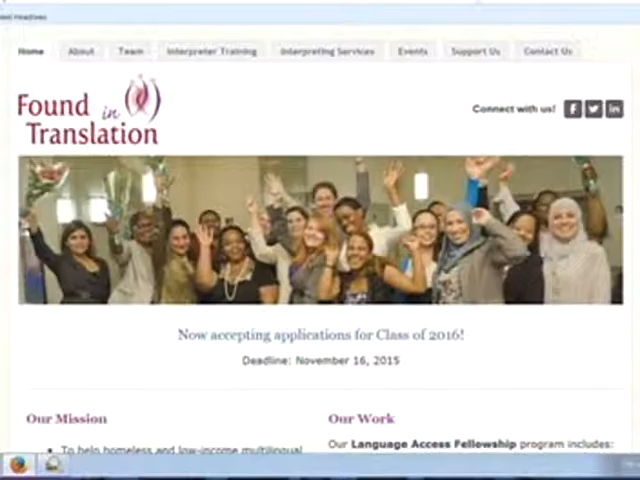 Home About Team Interpreter Training Interpreting Services Events Support Us Contact Us
Found in Translation
Connect with us!
Now accepting applications for Class of 2016!
Deadline: November 16, 2015
Our Mission
To help homeless and low-income multilingual
Our Work
Our Language Access Fellowship program includes: